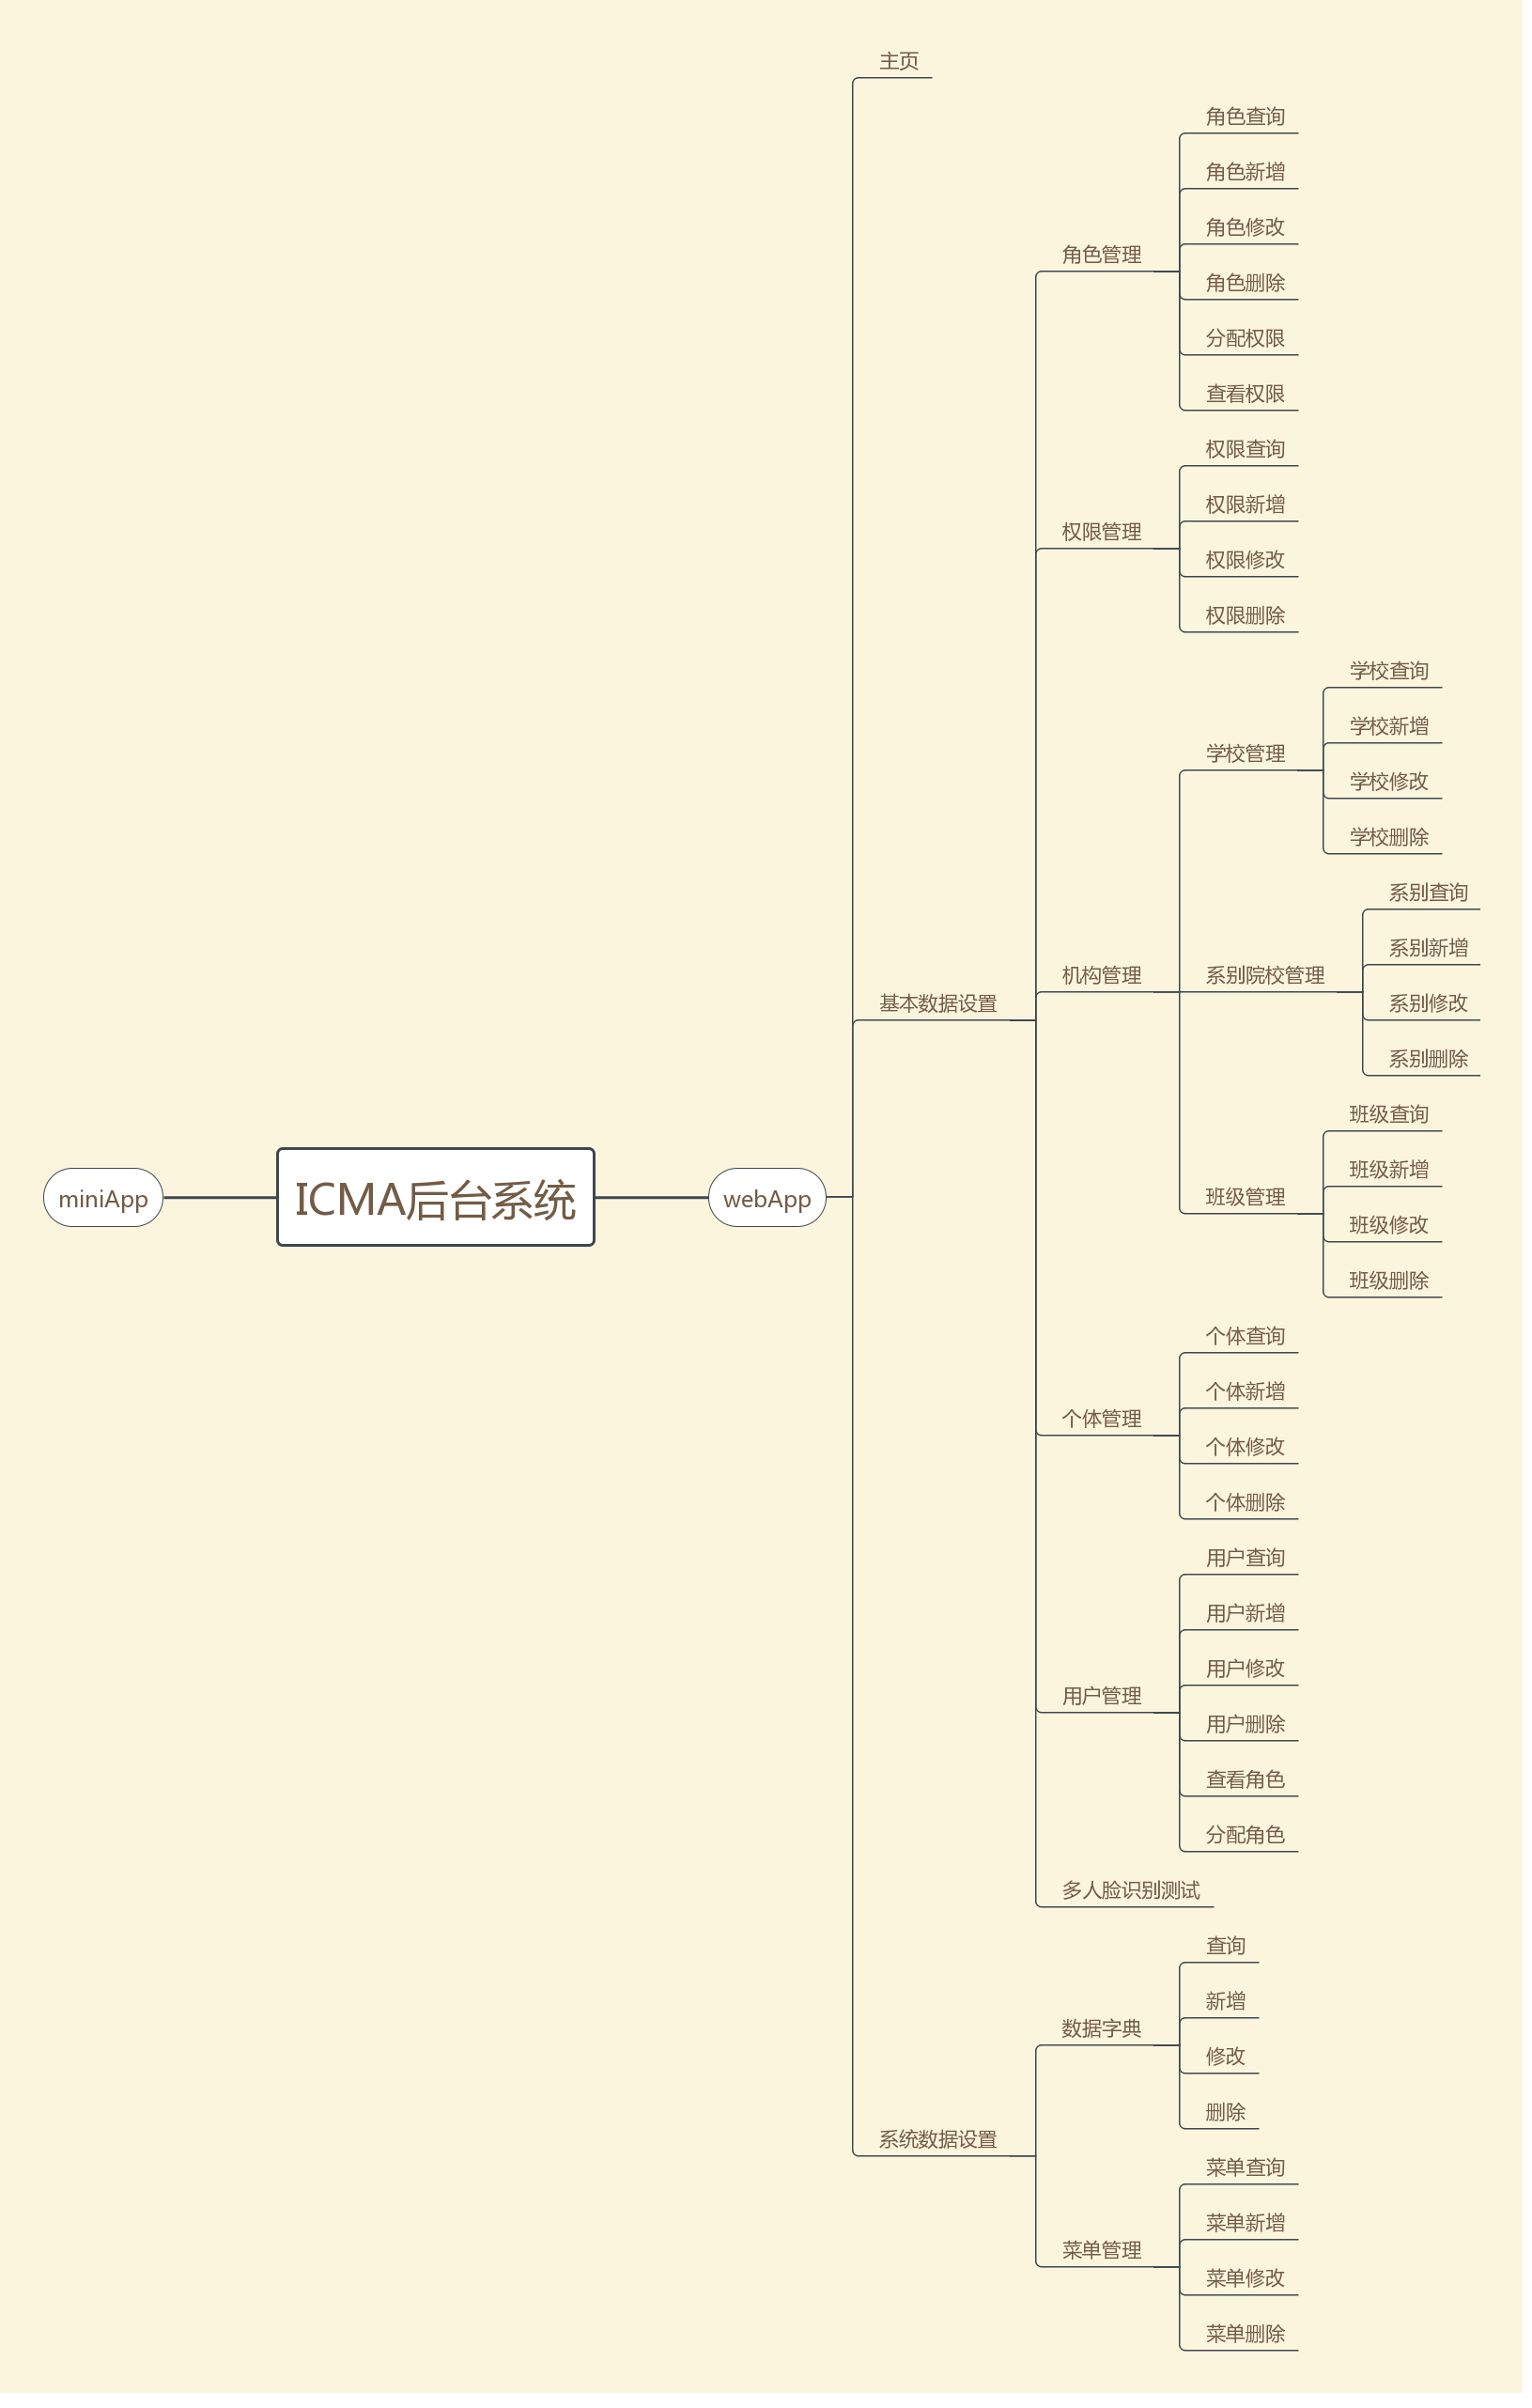 ICMA后台系统
miniApp
webApp
主页
基本数据设置
角色管理
角色查询
角色新增
角色修改
角色删除
分配权限
查看权限
权限管理
权限查询
权限新增
权限修改
权限删除
机构管理
学校管理
学校查询
学校新增
学校修改
学校删除
系别院校管理
系别查询
系别新增
系别修改
系别删除
班级管理
班级查询
班级新增
班级修改
班级删除
个体管理
个体查询
个体新增
个体修改
个体删除
用户管理
用户查询
用户新增
用户修改
用户删除
查看角色
分配角色
多人脸识别测试
系统数据设置
数据字典
查询
新增
修改
删除
菜单管理
菜单查询
菜单新增
菜单修改
菜单删除